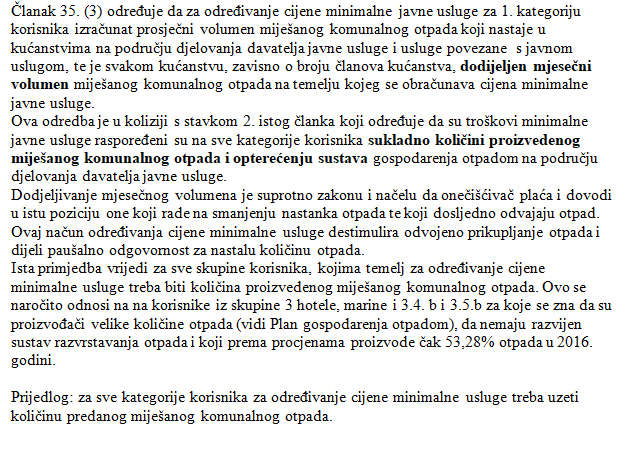 Članak 35. (3) određuje da za određivanje cijene minimalne javne usluge za 1. kategoriju
korisnika izračunat prosječni volumen miješanog komunalnog otpada koji nastaje u
kućanstvima na području djelovanja davatelja javne usluge i usluge povezane s javnom
uslugom, te je svakom kućanstvu, zavisno o broju članova kućanstva, dodijeljen mjesečni
volumen miješanog komunalnog otpada na temelju kojeg se obračunava cijena minimalne
javne usluge.
Ova odredba je u koliziji s stavkom 2. istog članka koji određuje da su troškovi minimalne
javne usluge raspoređeni su na sve kategorije korisnika sukladno količini proizvedenog
miješanog komunalnog otpada i opterećenju sustava gospodarenja otpadom na području
djelovanja davatelja javne usluge.
Dodjeljivanje mjesečnog volumena je suprotno zakonu i načelu da onečišćivač plaća i dovodi
u istu poziciju one koji rade na smanjenju nastanka otpada te koji dosljedno odvajaju otpad.
Ovaj način određivanja cijene minimalne usluge destimulira odvojeno prikupljanje otpada i
dijeli paušalno odgovornost za nastalu količinu otpada.
Ista primjedba vrijedi za sve skupine korisnika, kojima temelj za određivanje cijene
minimalne usluge treba biti količina proizvedenog miješanog komunalnog otpada. Ovo se
naročito odnosi na na korisnike iz skupine 3 hotele, marine i 3.4. b i 3.5.b za koje se zna da su
proizvođači velike količine otpada (vidi Plan gospodarenja otpadom), da nemaju razvijen
sustav razvrstavanja otpada i koji prema procjenama proizvode čak 53,28% otpada u 2016.
godini.
Prijedlog: za sve kategorije korisnika za određivanje cijene minimalne usluge treba uzeti
količinu predanog miješanog komunalnog otpada.